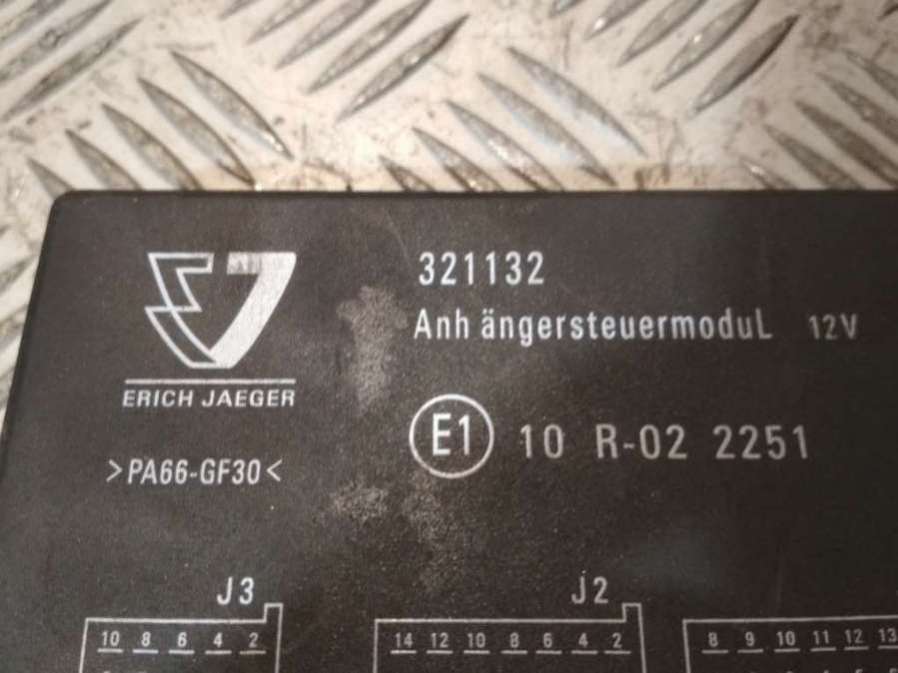 321132
Anh ängersteuermoduL 12V
ERICH JAEGER
E1 10 R-02 2251
>PA66-GF30<
J3 J2
10 8 6 4 2 14 12 10 8 6 4 2 8 9 10 11 12 13